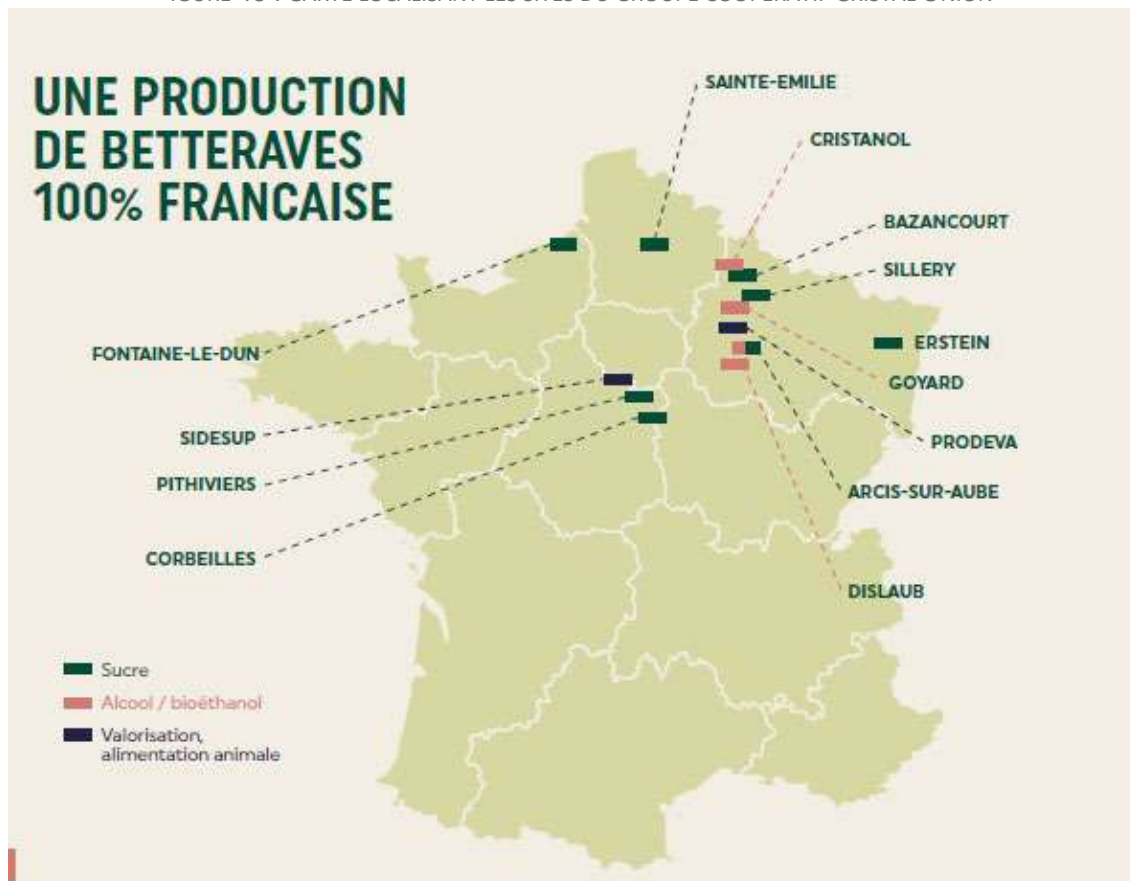 UNE PRODUCTION
DE BETTERAVES
100% FRANCAISE
SAINTE-EMILIE
CRISTANOL
BAZANCOURT
SILLERY
ERSTEIN
GOYARD
PRODEVA
ARCIS-SUR-AUBE
DISLAUB
FONTAINE-LE-DUN
SIDESUP
PITHIVIERS
CORBEILLES
Sucre
Alcool / bioéthanol
Valorisation,
alimentation animale